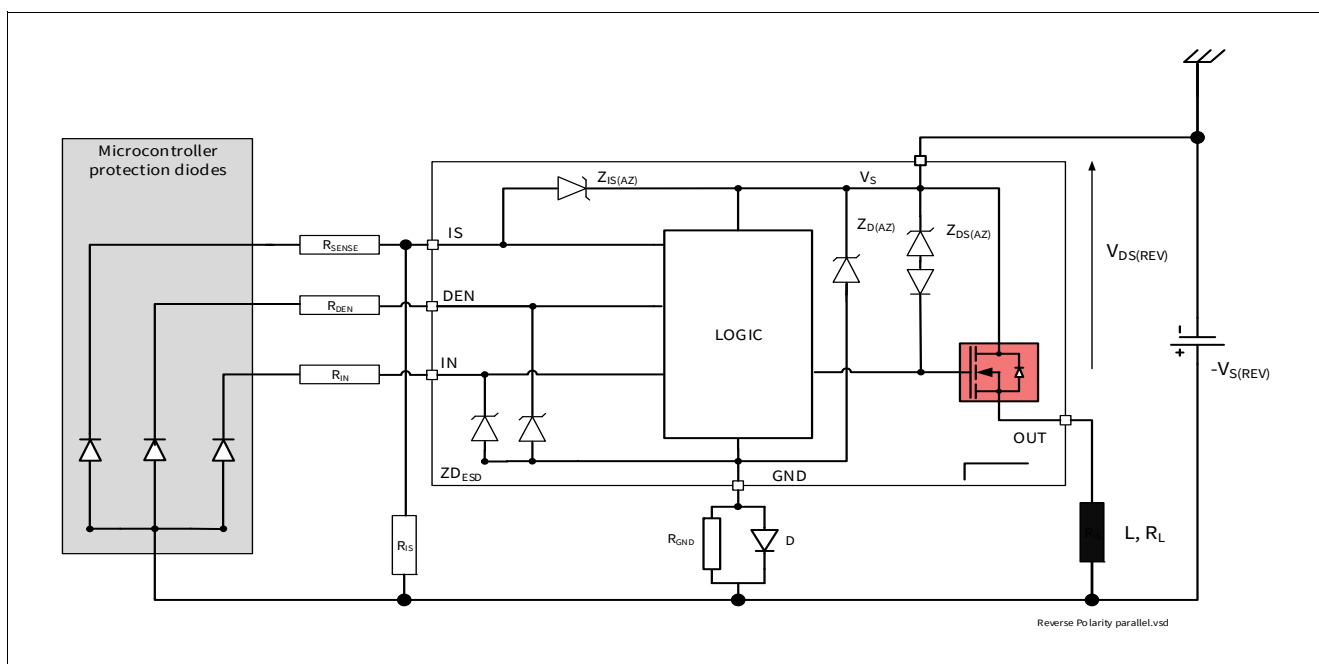 Microcontroller
protection diodes
Z_IS(AZ)
V_S
Z_D(AZ)
Z_DS(AZ)
V_DS(REV)
IS
R_SENSE
DEN
R_DEN
LOGIC
IN
R_IN
-
+
-V_S(REV)
OUT
ZD_ESD
GND
R_IS
R_GND
D
L, R_L
Reverse Polarity parallel.vsd